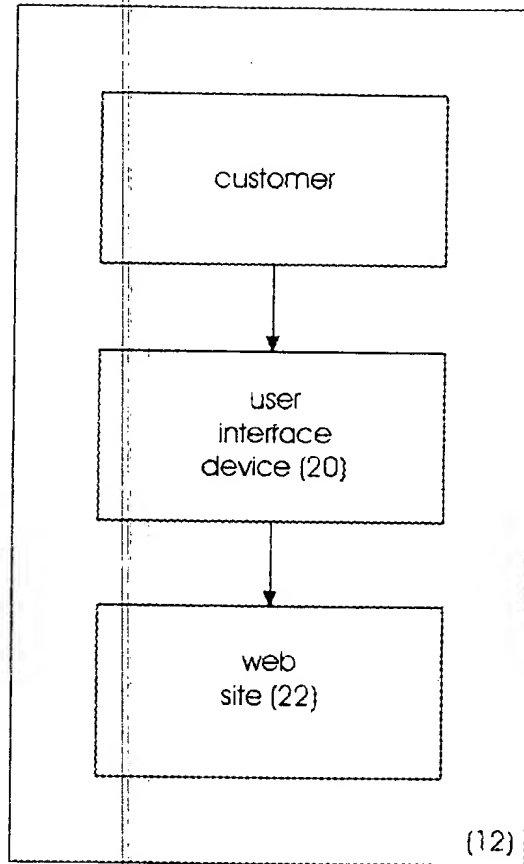 customer
user
interface
device (20)
web
site (22)
(12)